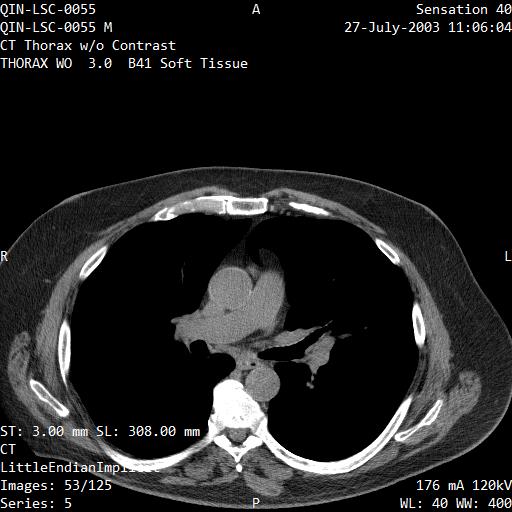 QIN-LSC-0055 A Sensation 40
QIN-LSC-0055 M 27-July-2003 11:06:04
CT Thorax w/o Contrast
THORAX WO 3.0 B41 Soft Tissue
R L
ST: 3.00 mm SL: 308.00 mm
CT
LittleEndianImplicit
Images: 53/125 176 mA 120kV
Series: 5 P WL: 40 WW: 400